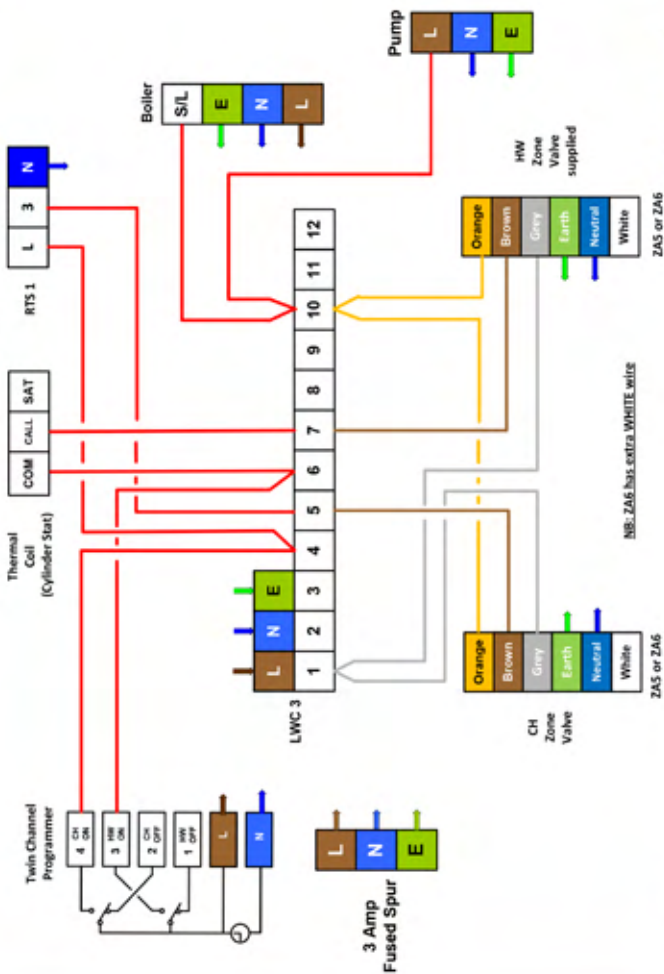 Twin Channel
Programmer
4 CH ON
3 HW ON
2 CH OFF
1 HW OFF
L
N
3 Amp
Fused Spur
L
N
E
Thermal
Coil
(Cylinder Stat)
COM
CALL
SAT
RTS 1
L
3
N
Boiler
S/L
E
N
L
Pump
L
N
E
LWC 3
L
N
E
1
2
3
4
5
6
7
8
9
10
11
12
CH
Zone
Valve
Orange
Brown
Grey
Earth
Neutral
White
ZA5 or ZA6
NB: ZA6 has extra WHITE wire
HW
Zone
Valve
supplied
Orange
Brown
Grey
Earth
Neutral
White
ZA5 or ZA6